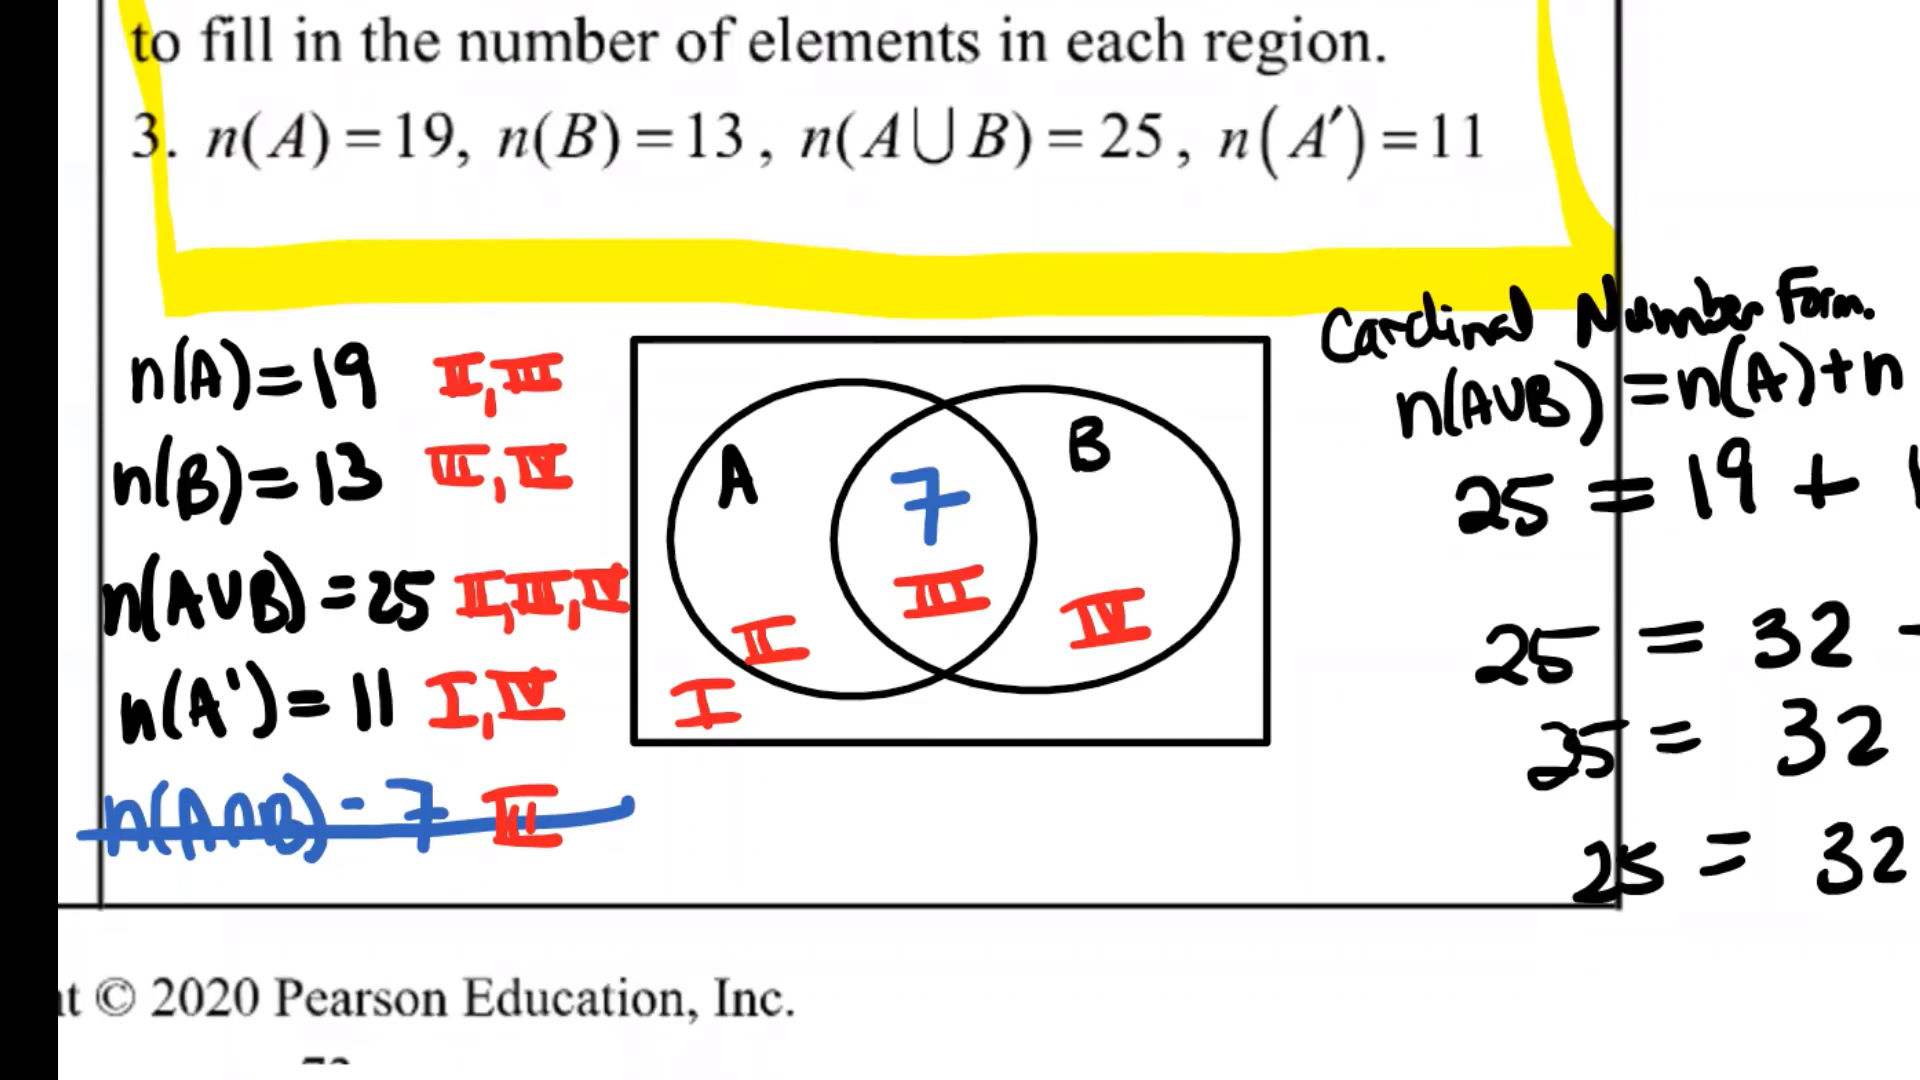 to fill in the number of elements in each region.
3. n(A) = 19, n(B) = 13, n(A⋃B) = 25, n(A′) = 11
Cardinal Number Form.
n(A)=19 II,III
n(B)=13 III,IV
n(A∪B)=25 II,III,IV
n(A')=11 I,IV
n(A∩B)-7 III
A
B
7
III
II
IV
I
n(A∪B)=n(A)+n
25 = 19 +
25 = 32 -
25 = 32
25 = 32
© 2020 Pearson Education, Inc.